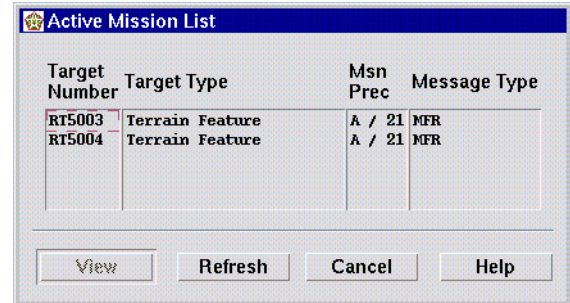 Active Mission List
Target Number Target Type Msn Prec Message Type
RT5003 Terrain Feature A / 21 MFR
RT5004 Terrain Feature A / 21 MFR
View Refresh Cancel Help